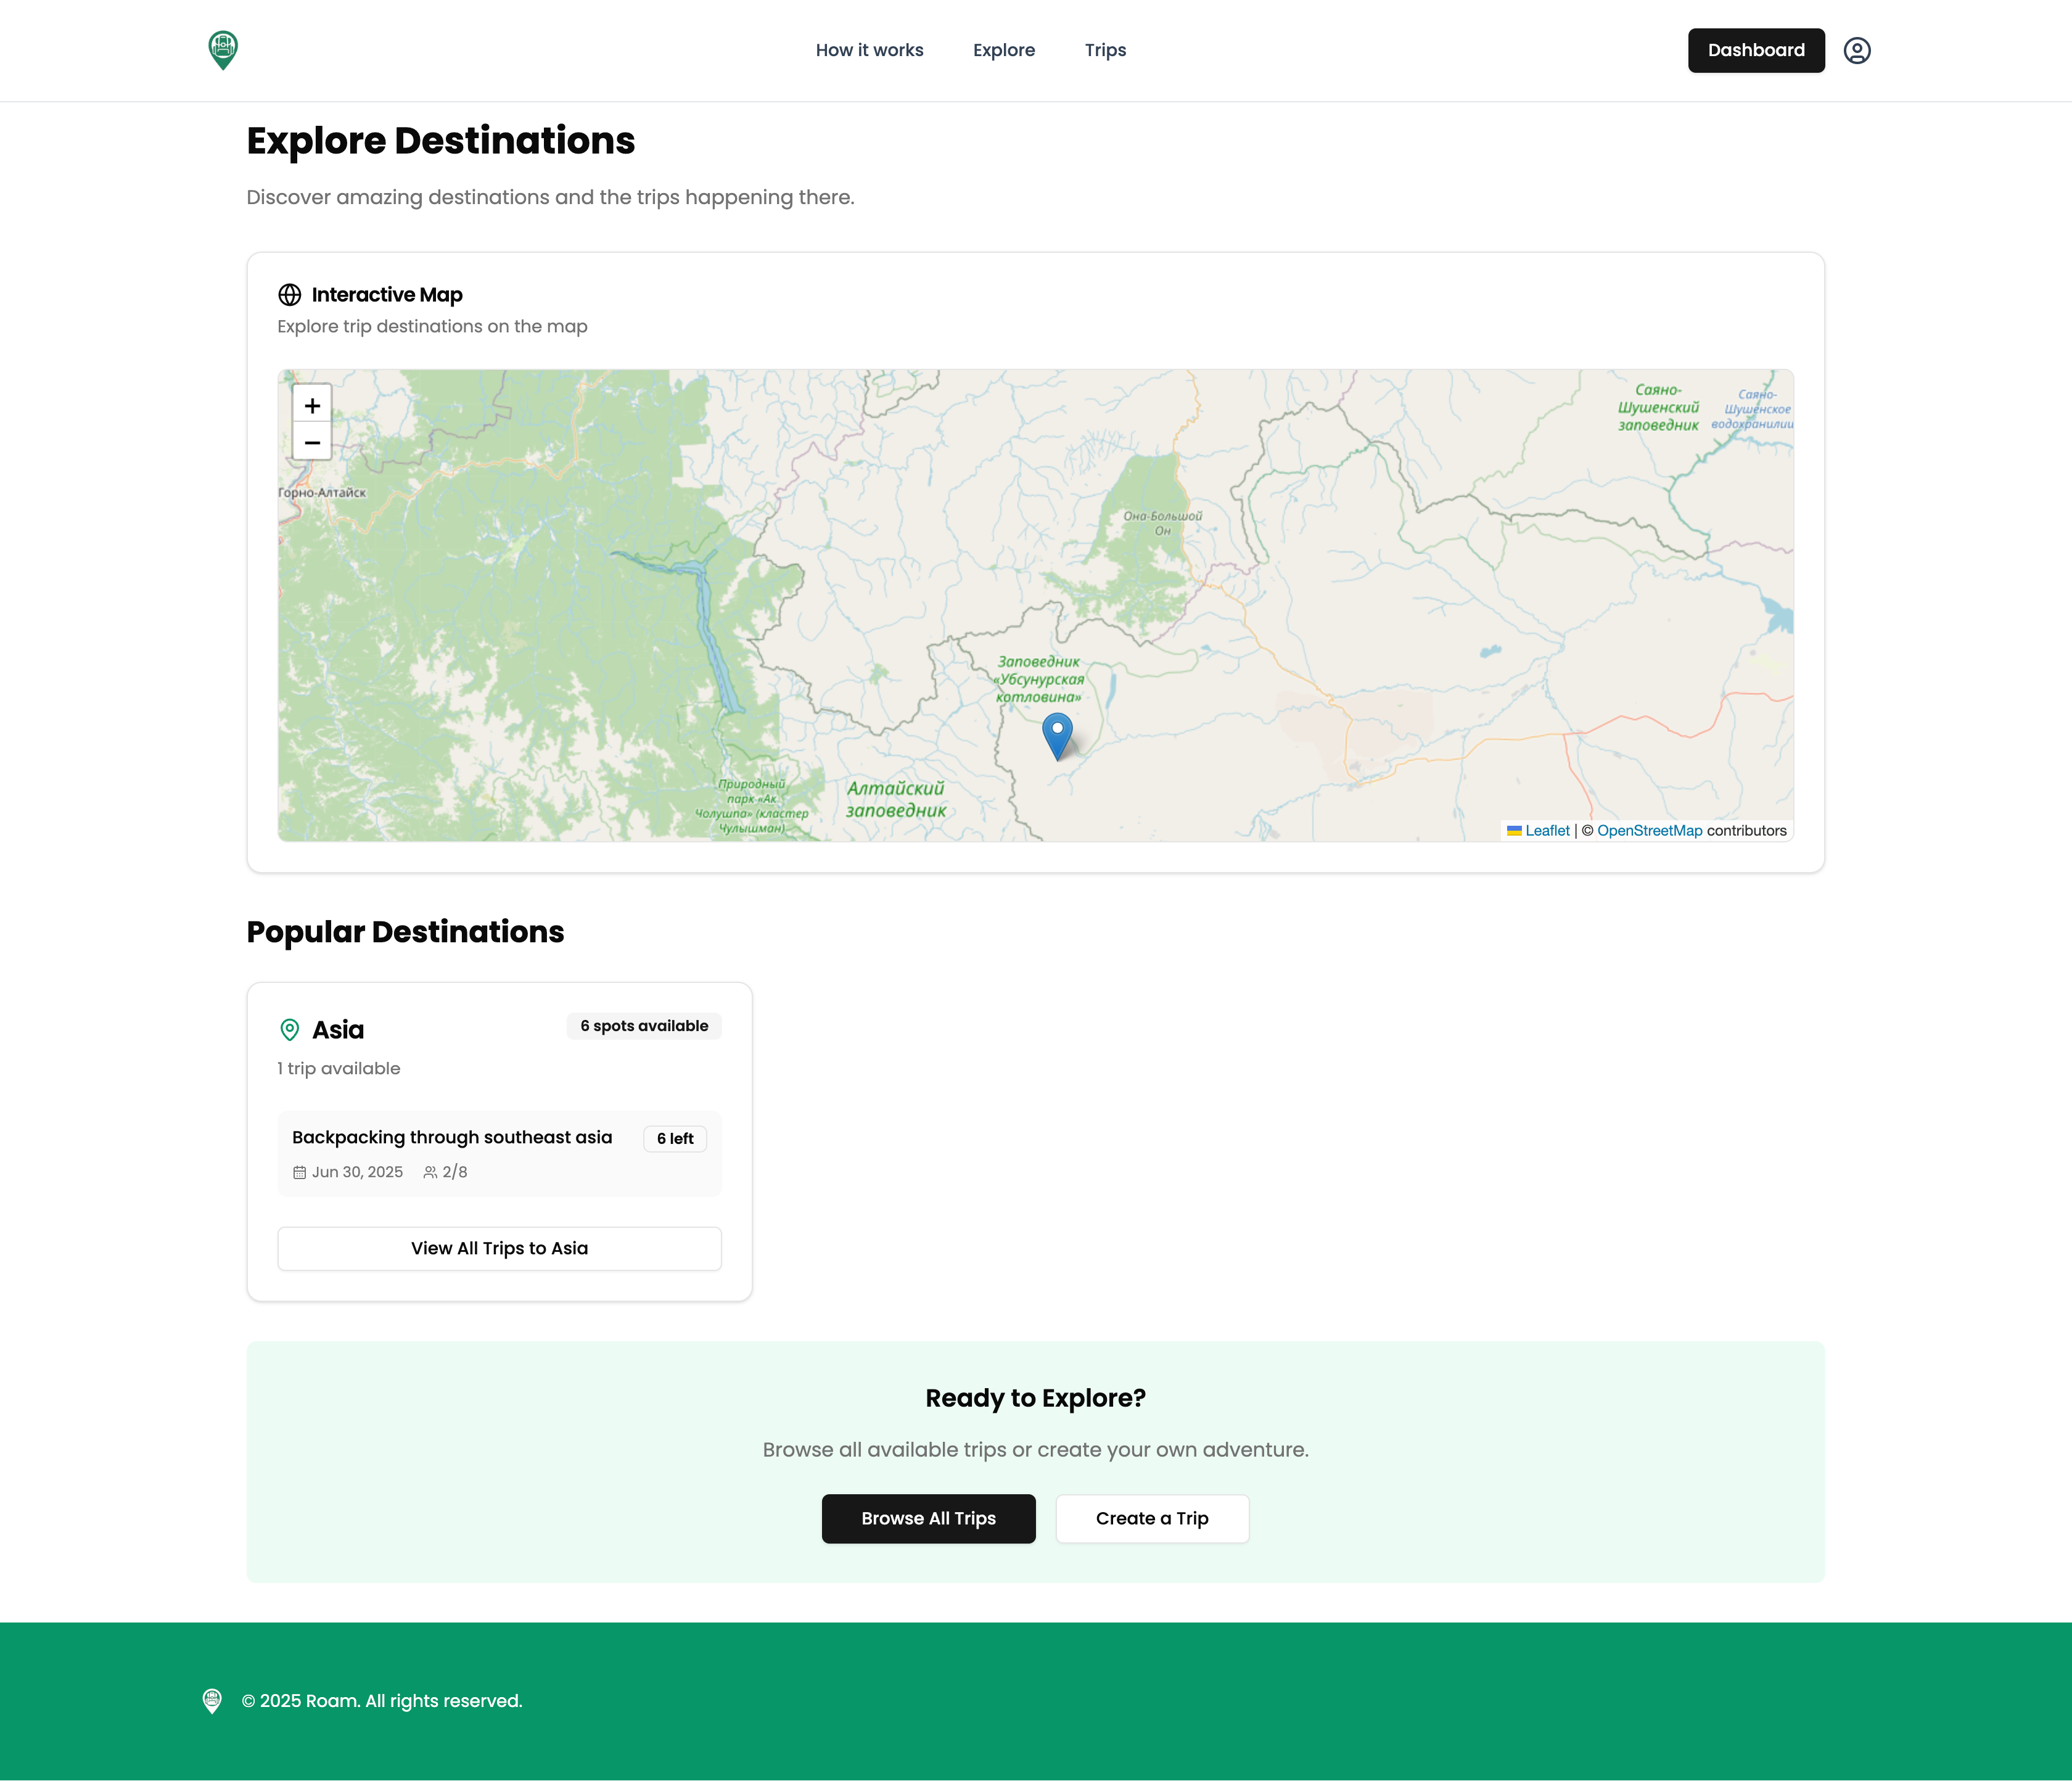 How it works
Explore
Trips
Dashboard
Explore Destinations
Discover amazing destinations and the trips happening there.
Interactive Map
Explore trip destinations on the map
+
−
Саяно-
Шушенский
заповедник
Саяно-
Шушенское
водохранилищ
Горно-Алтайск
Она-Большой
Он
Заповедник
«Убсунурская
котловина»
Природный
парк «Ак
Чолушпа» (кластер
Чулышман)
Алтайский
заповедник
Leaflet | © OpenStreetMap contributors
Popular Destinations
Asia
6 spots available
1 trip available
Backpacking through southeast asia
6 left
Jun 30, 2025
2/8
View All Trips to Asia
Ready to Explore?
Browse all available trips or create your own adventure.
Browse All Trips
Create a Trip
© 2025 Roam. All rights reserved.